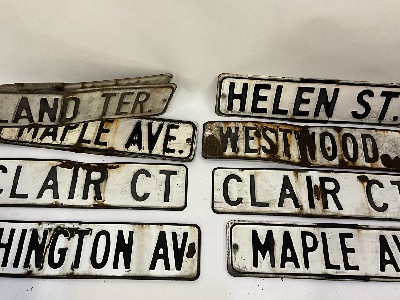 LAND TER.
MAPLE AVE.
CLAIR CT
HINGTON AV
HELEN ST.
WESTWOOD
CLAIR CT
MAPLE AV